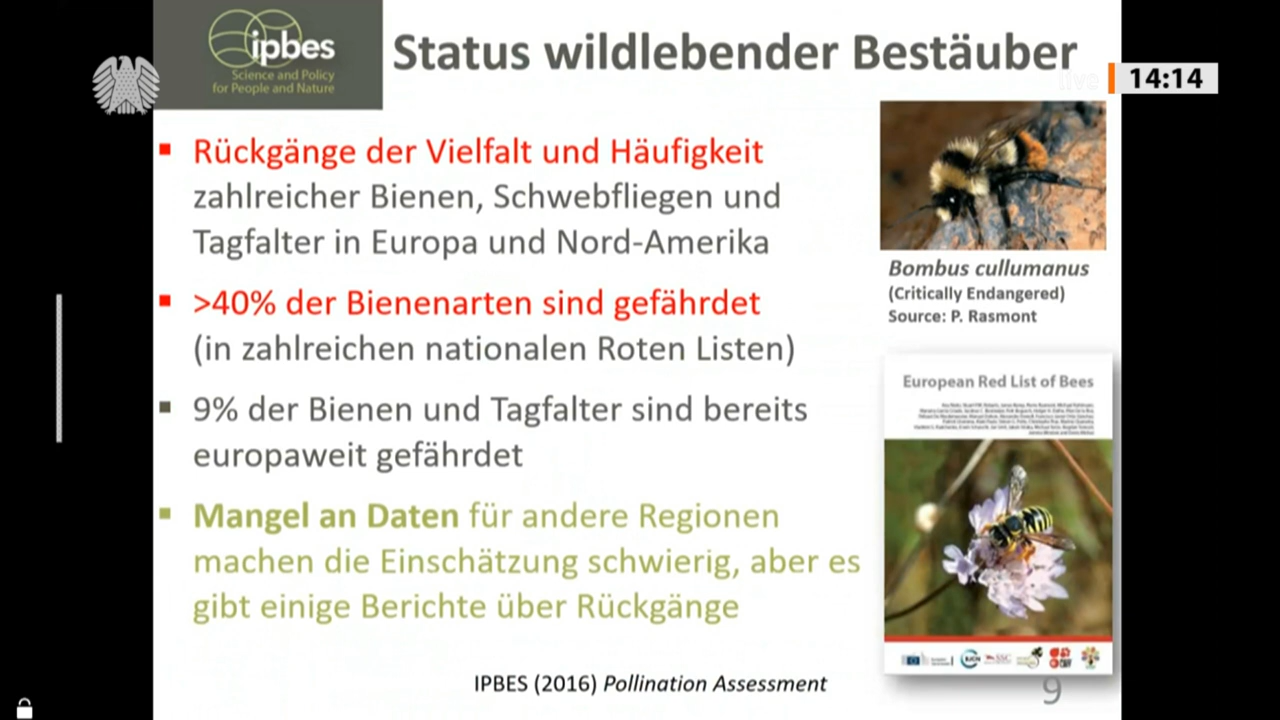 ipbes
Science and Policy
for People and Nature
Status wildlebender Bestäuber
live
14:14
Rückgänge der Vielfalt und Häufigkeit
zahlreicher Bienen, Schwebfliegen und
Tagfalter in Europa und Nord-Amerika
>40% der Bienenarten sind gefährdet
(in zahlreichen nationalen Roten Listen)
9% der Bienen und Tagfalter sind bereits
europaweit gefährdet
Mangel an Daten für andere Regionen
machen die Einschätzung schwierig, aber es
gibt einige Berichte über Rückgänge
IPBES (2016) Pollination Assessment
Bombus cullumanus
(Critically Endangered)
Source: P. Rasmont
European Red List of Bees
9